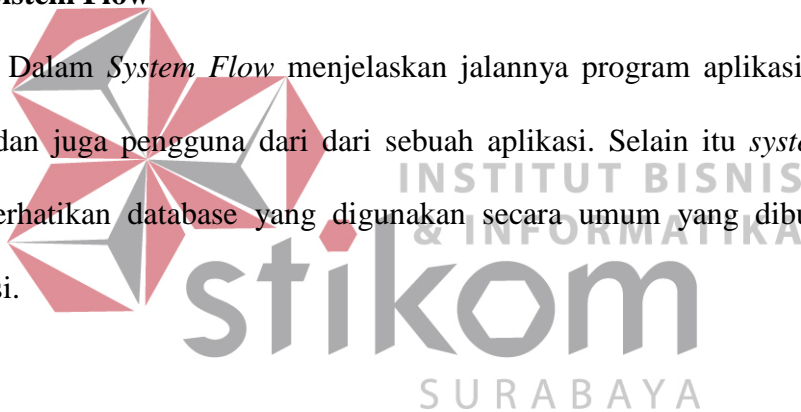 istem Flow
Dalam System Flow menjelaskan jalannya program aplikasi
dan juga pengguna dari dari sebuah aplikasi. Selain itu syste
INSTITUT BISNIS
erhatikan database yang digunakan secara umum yang dibu
& INFORMATIKA
si.
stikom
SURABAYA